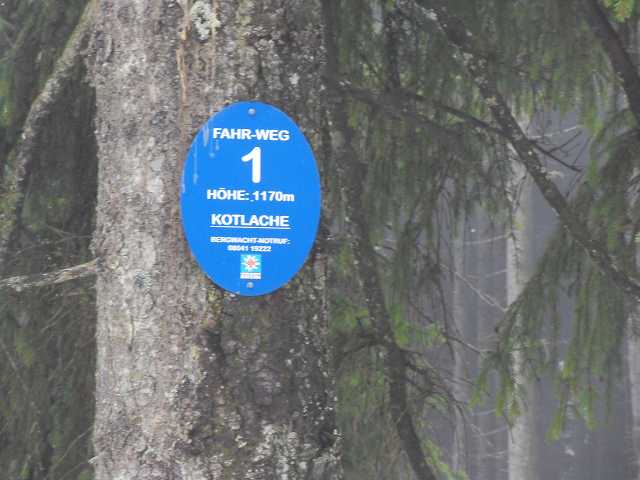 FAHR-WEG
1
HÖHE: 1170m
KOTLACHE
BERGWACHT-NOTRUF:
08041 19222